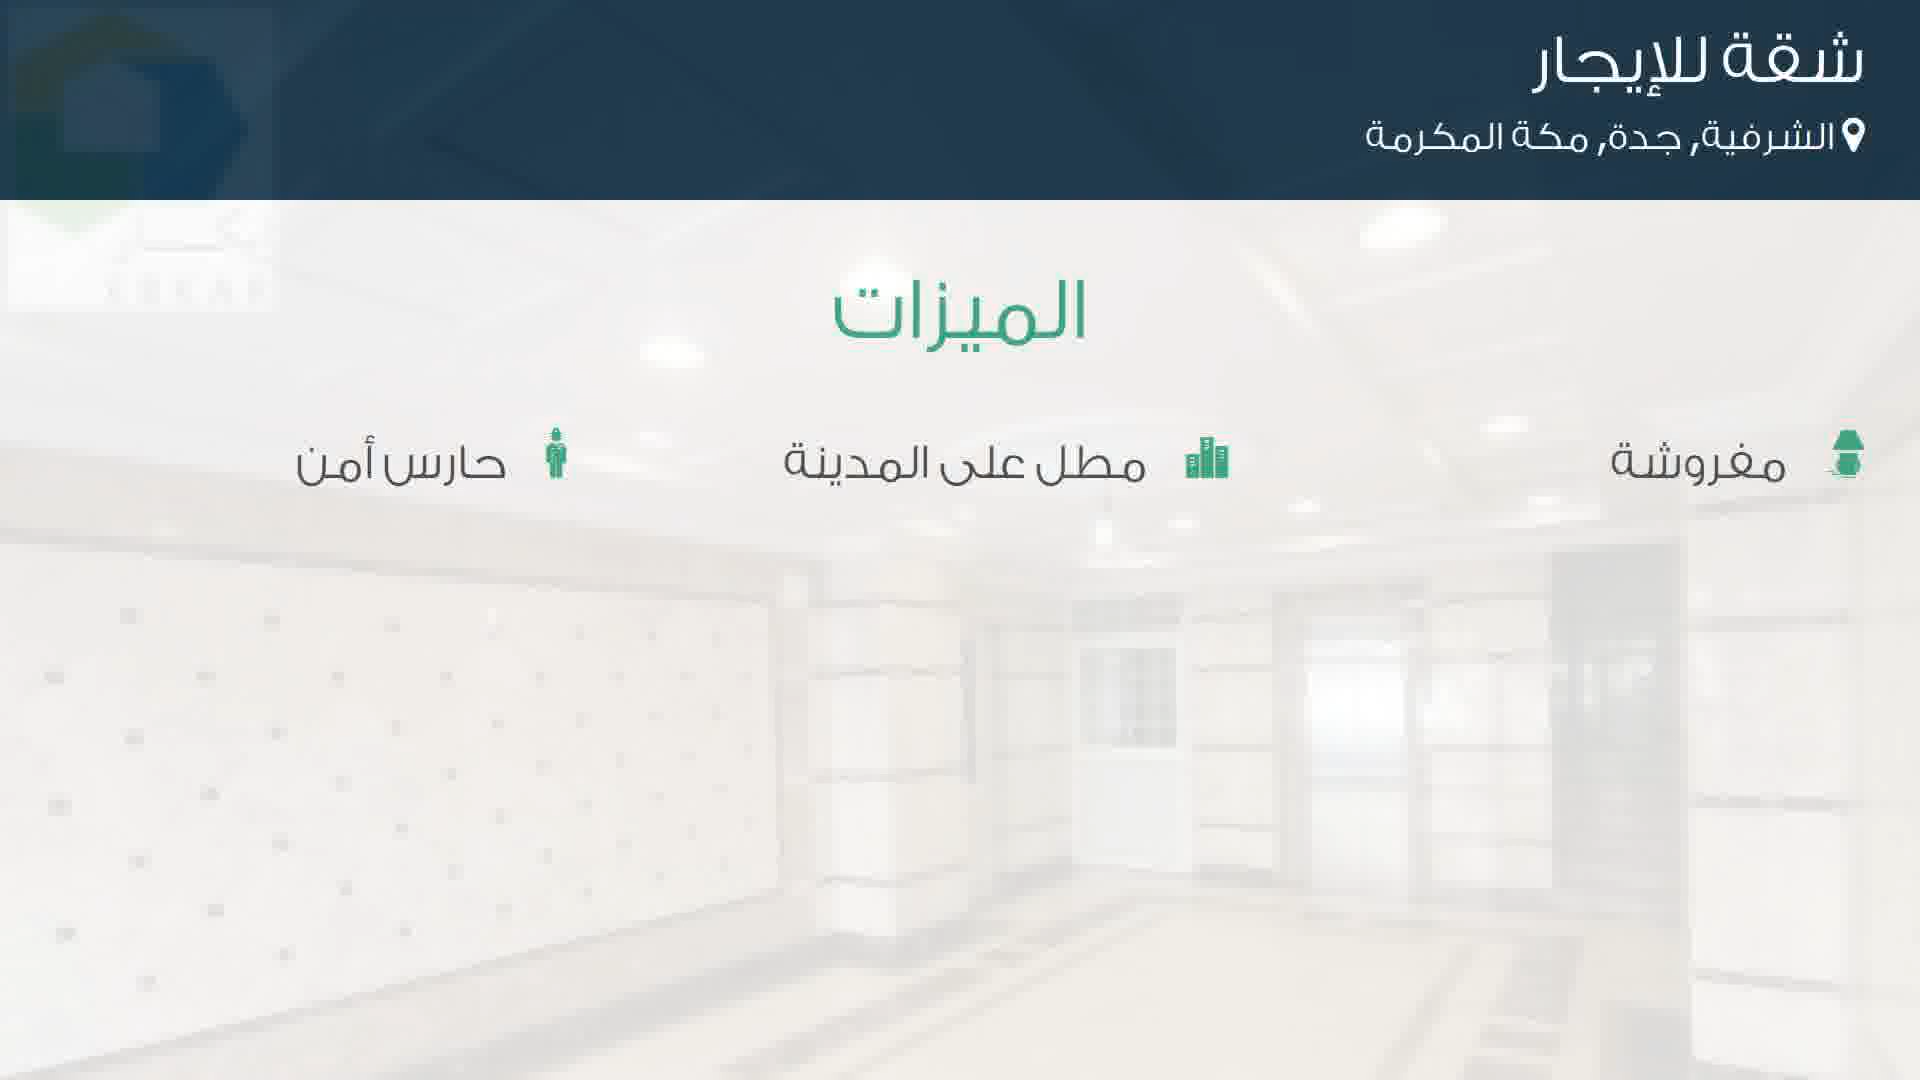 شقة للإيجار
الشرفية, جدة, مكة المكرمة
الميزات
مفروشة
مطل على المدينة
حارس أمن